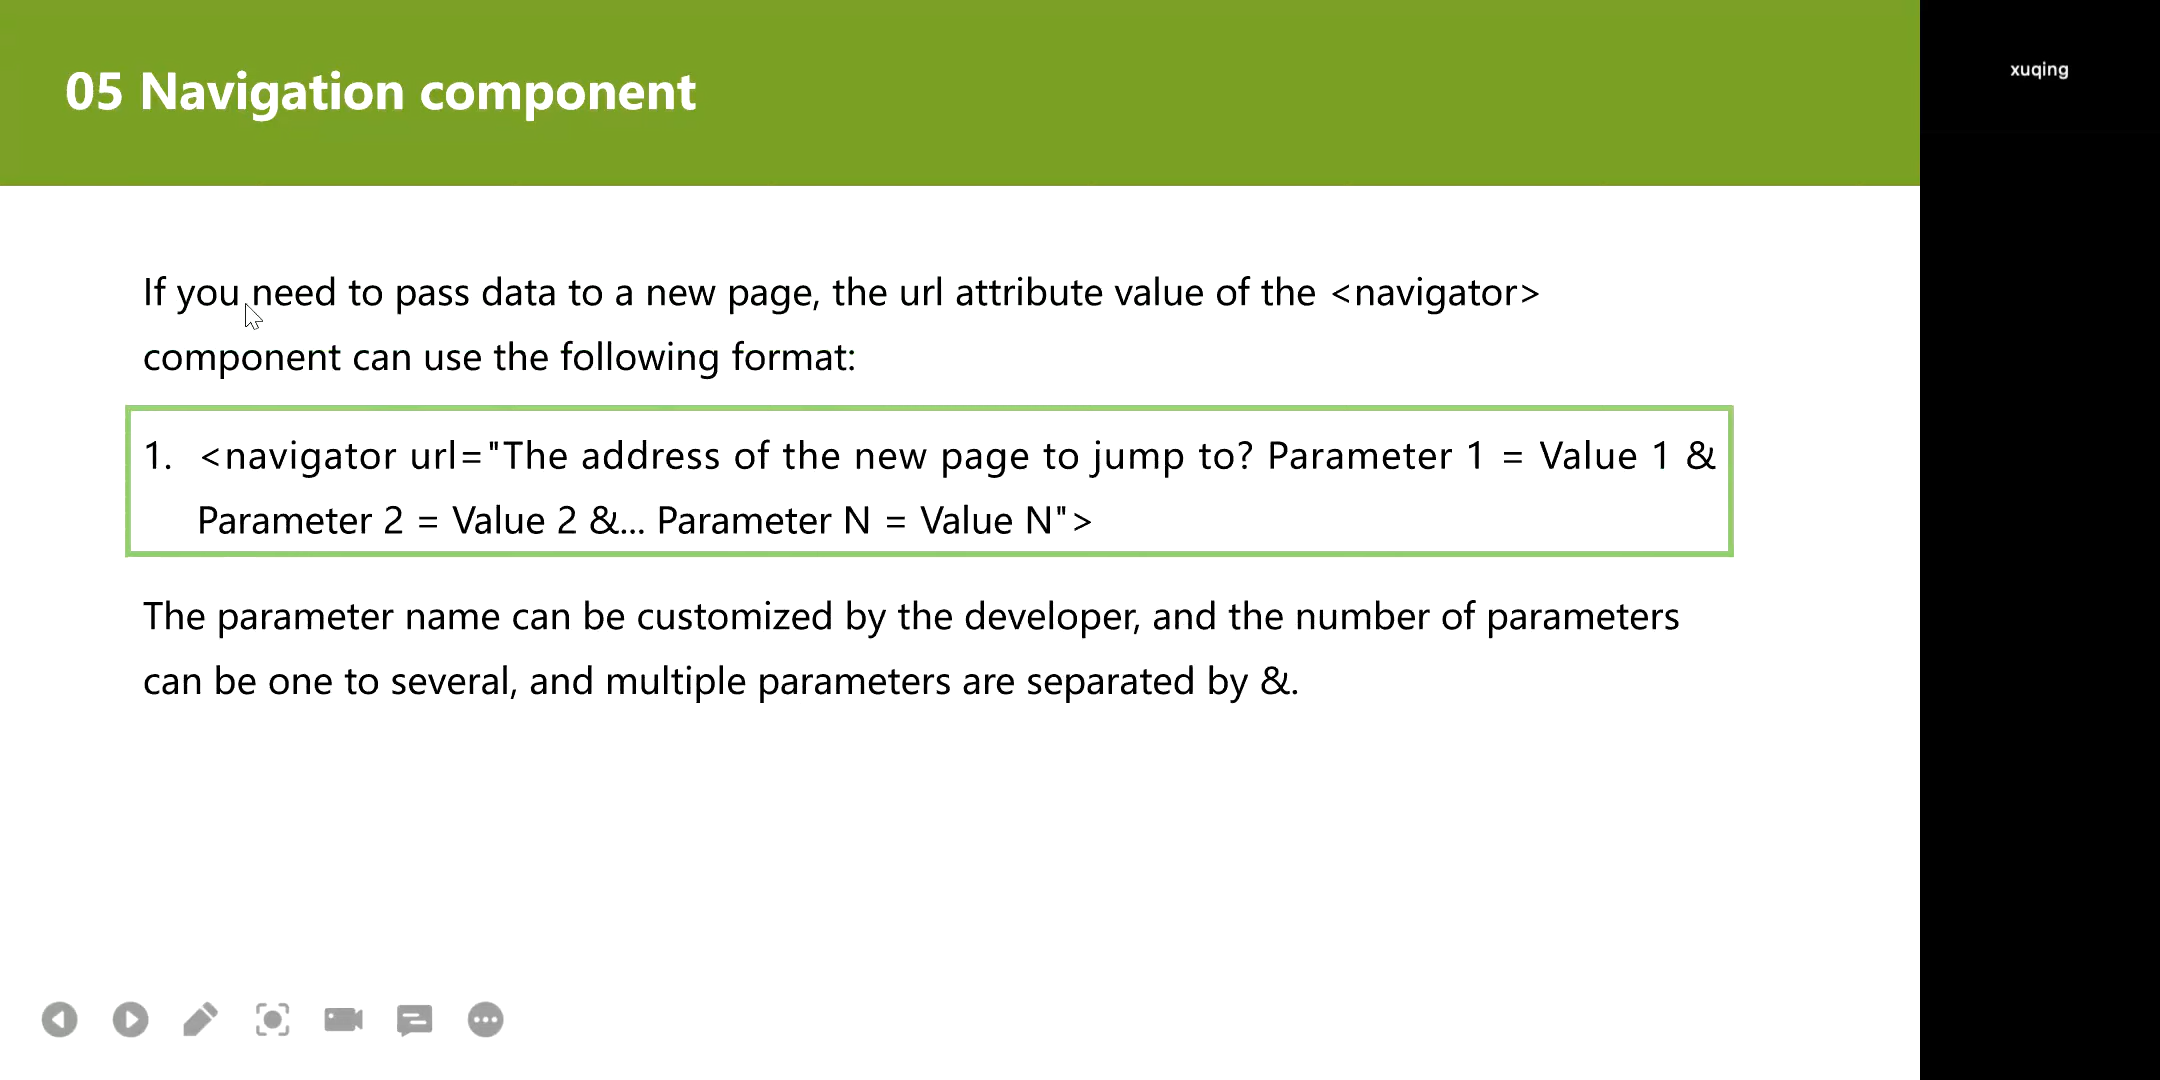 05 Navigation component
xuqing
If you need to pass data to a new page, the url attribute value of the <navigator>
component can use the following format:
1. <navigator url="The address of the new page to jump to? Parameter 1 = Value 1 &
Parameter 2 = Value 2 &... Parameter N = Value N">
The parameter name can be customized by the developer, and the number of parameters
can be one to several, and multiple parameters are separated by &.